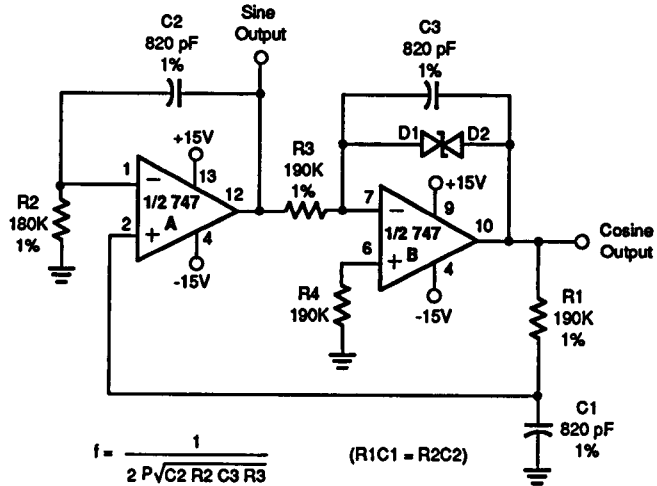 C2
820 pF
1%
Sine
Output
C3
820 pF
1%
D1
D2
+15V
R3
190K
1%
1
13
12
7
+15V
9
10
R2
180K
1%
1/2 747
A
2
4
-15V
1/2 747
B
6
4
-15V
R4
190K
Cosine
Output
R1
190K
1%
C1
820 pF
1%
f = 1
2 P√C2 R2 C3 R3
(R1C1 = R2C2)